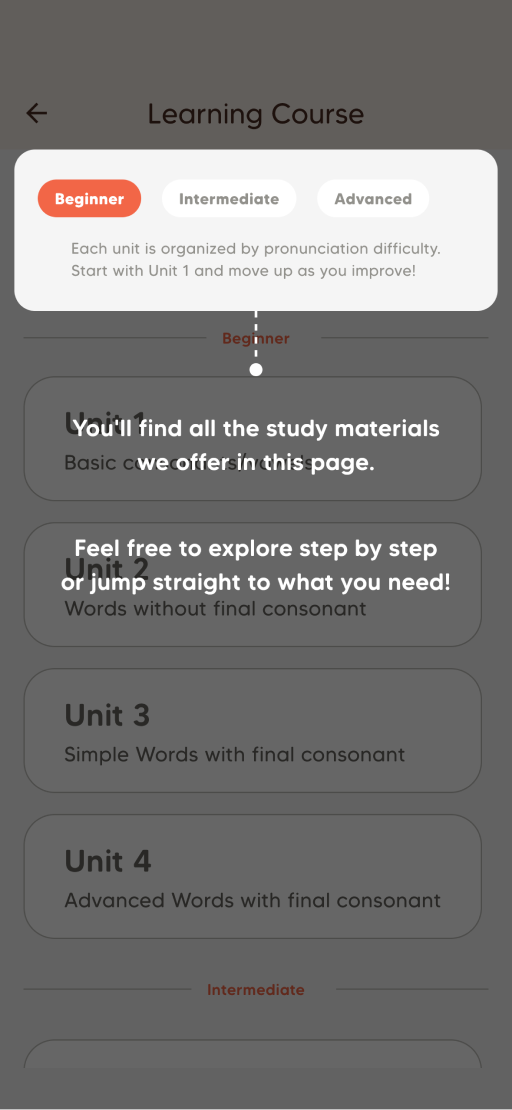 Learning Course
Beginner
Intermediate
Advanced
Each unit is organized by pronunciation difficulty.
Start with Unit 1 and move up as you improve!
Beginner
Unit 1
You'll find all the study materials
Basic
we offer in this page.
Feel free to explore step by step
Unit 2
or jump straight to what you need!
Words without final consonant
Unit 3
Simple Words with final consonant
Unit 4
Advanced Words with final consonant
Intermediate